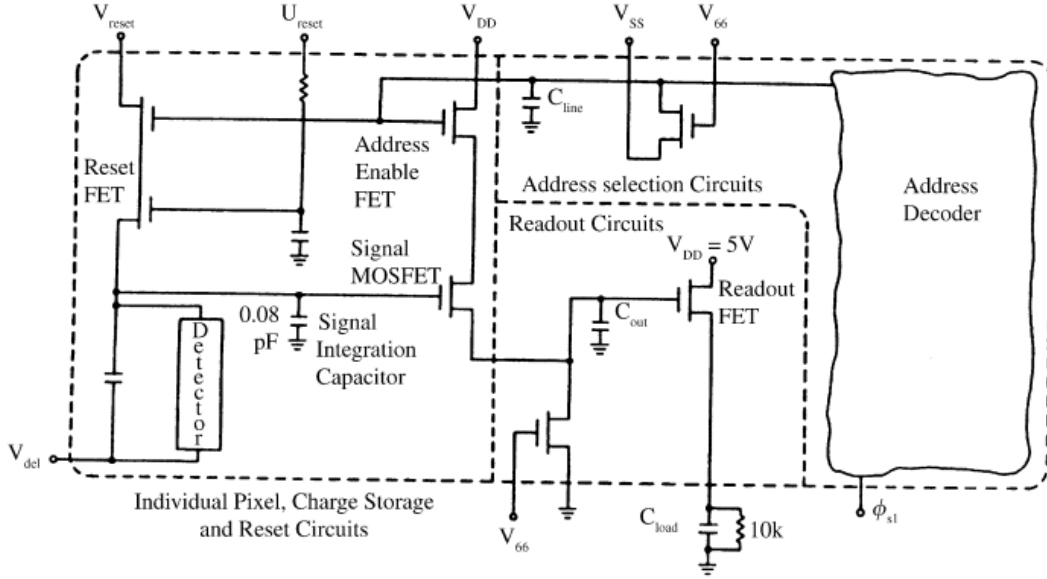 V_reset
U_reset
V_DD
V_SS
V_66
C_line
Reset
FET
Address
Enable
FET
Address selection Circuits
Address
Decoder
Readout Circuits
Signal
MOSFET
V_DD = 5V
Readout
FET
0.08
pF
Signal
Integration
Capacitor
C_out
Detector
V_del
Individual Pixel, Charge Storage
and Reset Circuits
V_66
C_load
10k
ϕ_s1